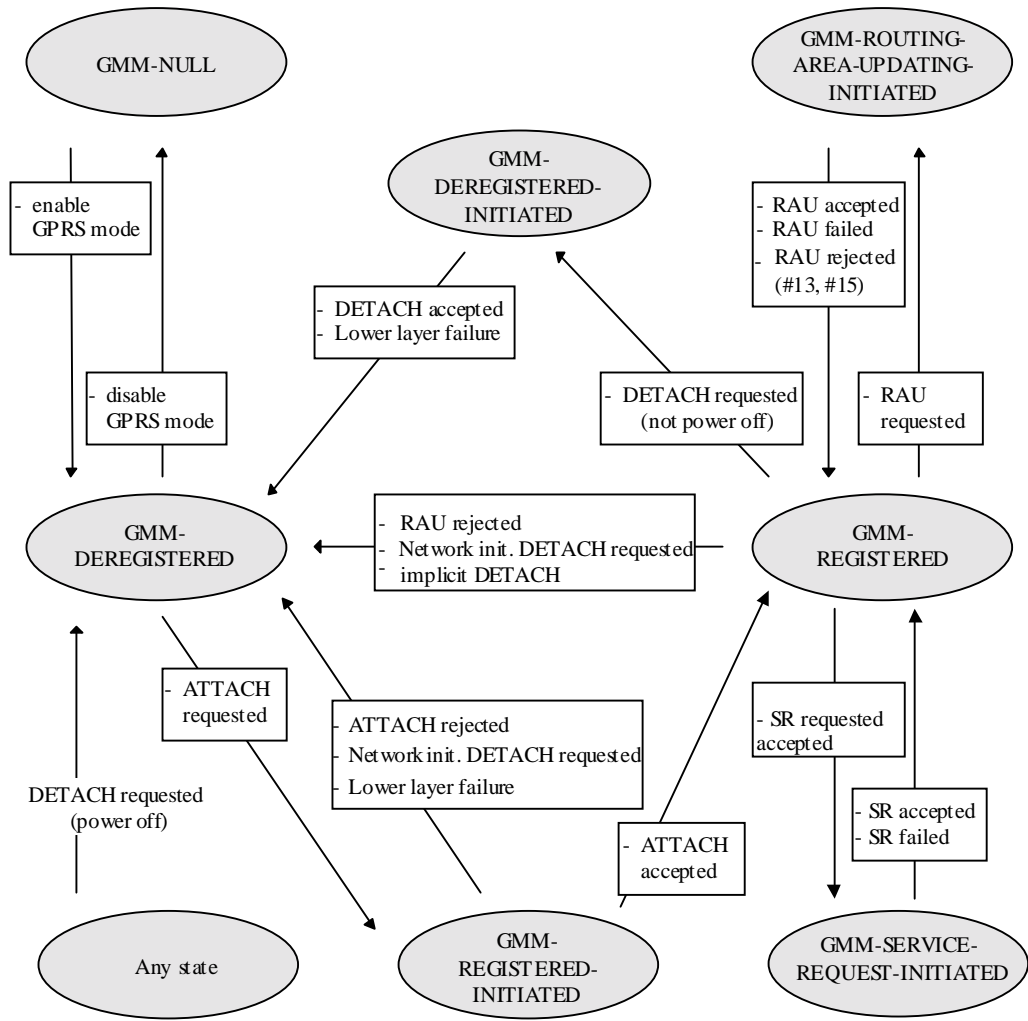 GMM-NULL
GMM-ROUTING-
AREA-UPDATING-
INITIATED
GMM-
DEREGISTERED-
INITIATED
- enable
GPRS mode
- RAU accepted
- RAU failed
- RAU rejected
(#13, #15)
- DETACH accepted
- Lower layer failure
- disable
GPRS mode
- DETACH requested
(not power off)
- RAU
requested
GMM-
DEREGISTERED
- RAU rejected
- Network init. DETACH requested
- implicit DETACH
GMM-
REGISTERED
- ATTACH
requested
- ATTACH rejected
- Network init. DETACH requested
- Lower layer failure
- SR requested
accepted
DETACH requested
(power off)
- ATTACH
accepted
- SR accepted
- SR failed
Any state
GMM-
REGISTERED-
INITIATED
GMM-SERVICE-
REQUEST-INITIATED